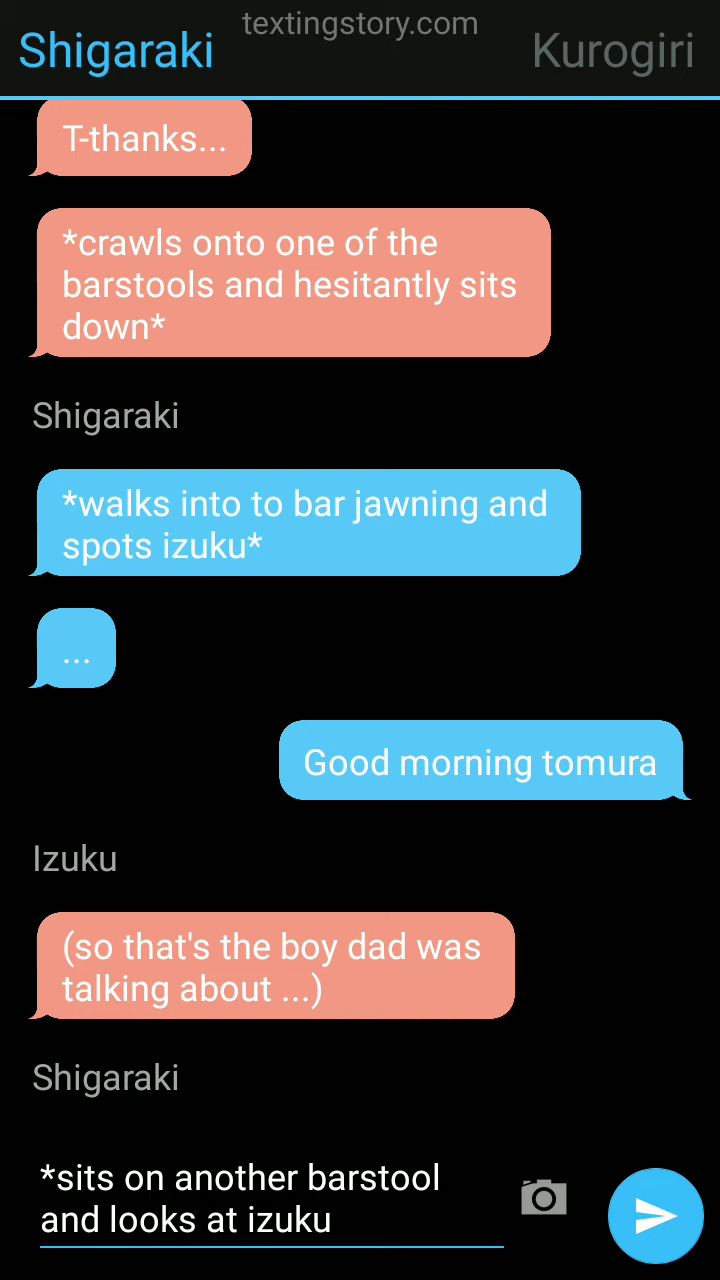 textingstory.com
Shigaraki
Kurogiri
T-thanks...
*crawls onto one of the
barstools and hesitantly sits
down*
Shigaraki
*walks into to bar jawning and
spots izuku*
...
Good morning tomura
Izuku
(so that's the boy dad was
talking about ...)
Shigaraki
*sits on another barstool
and looks at izuku